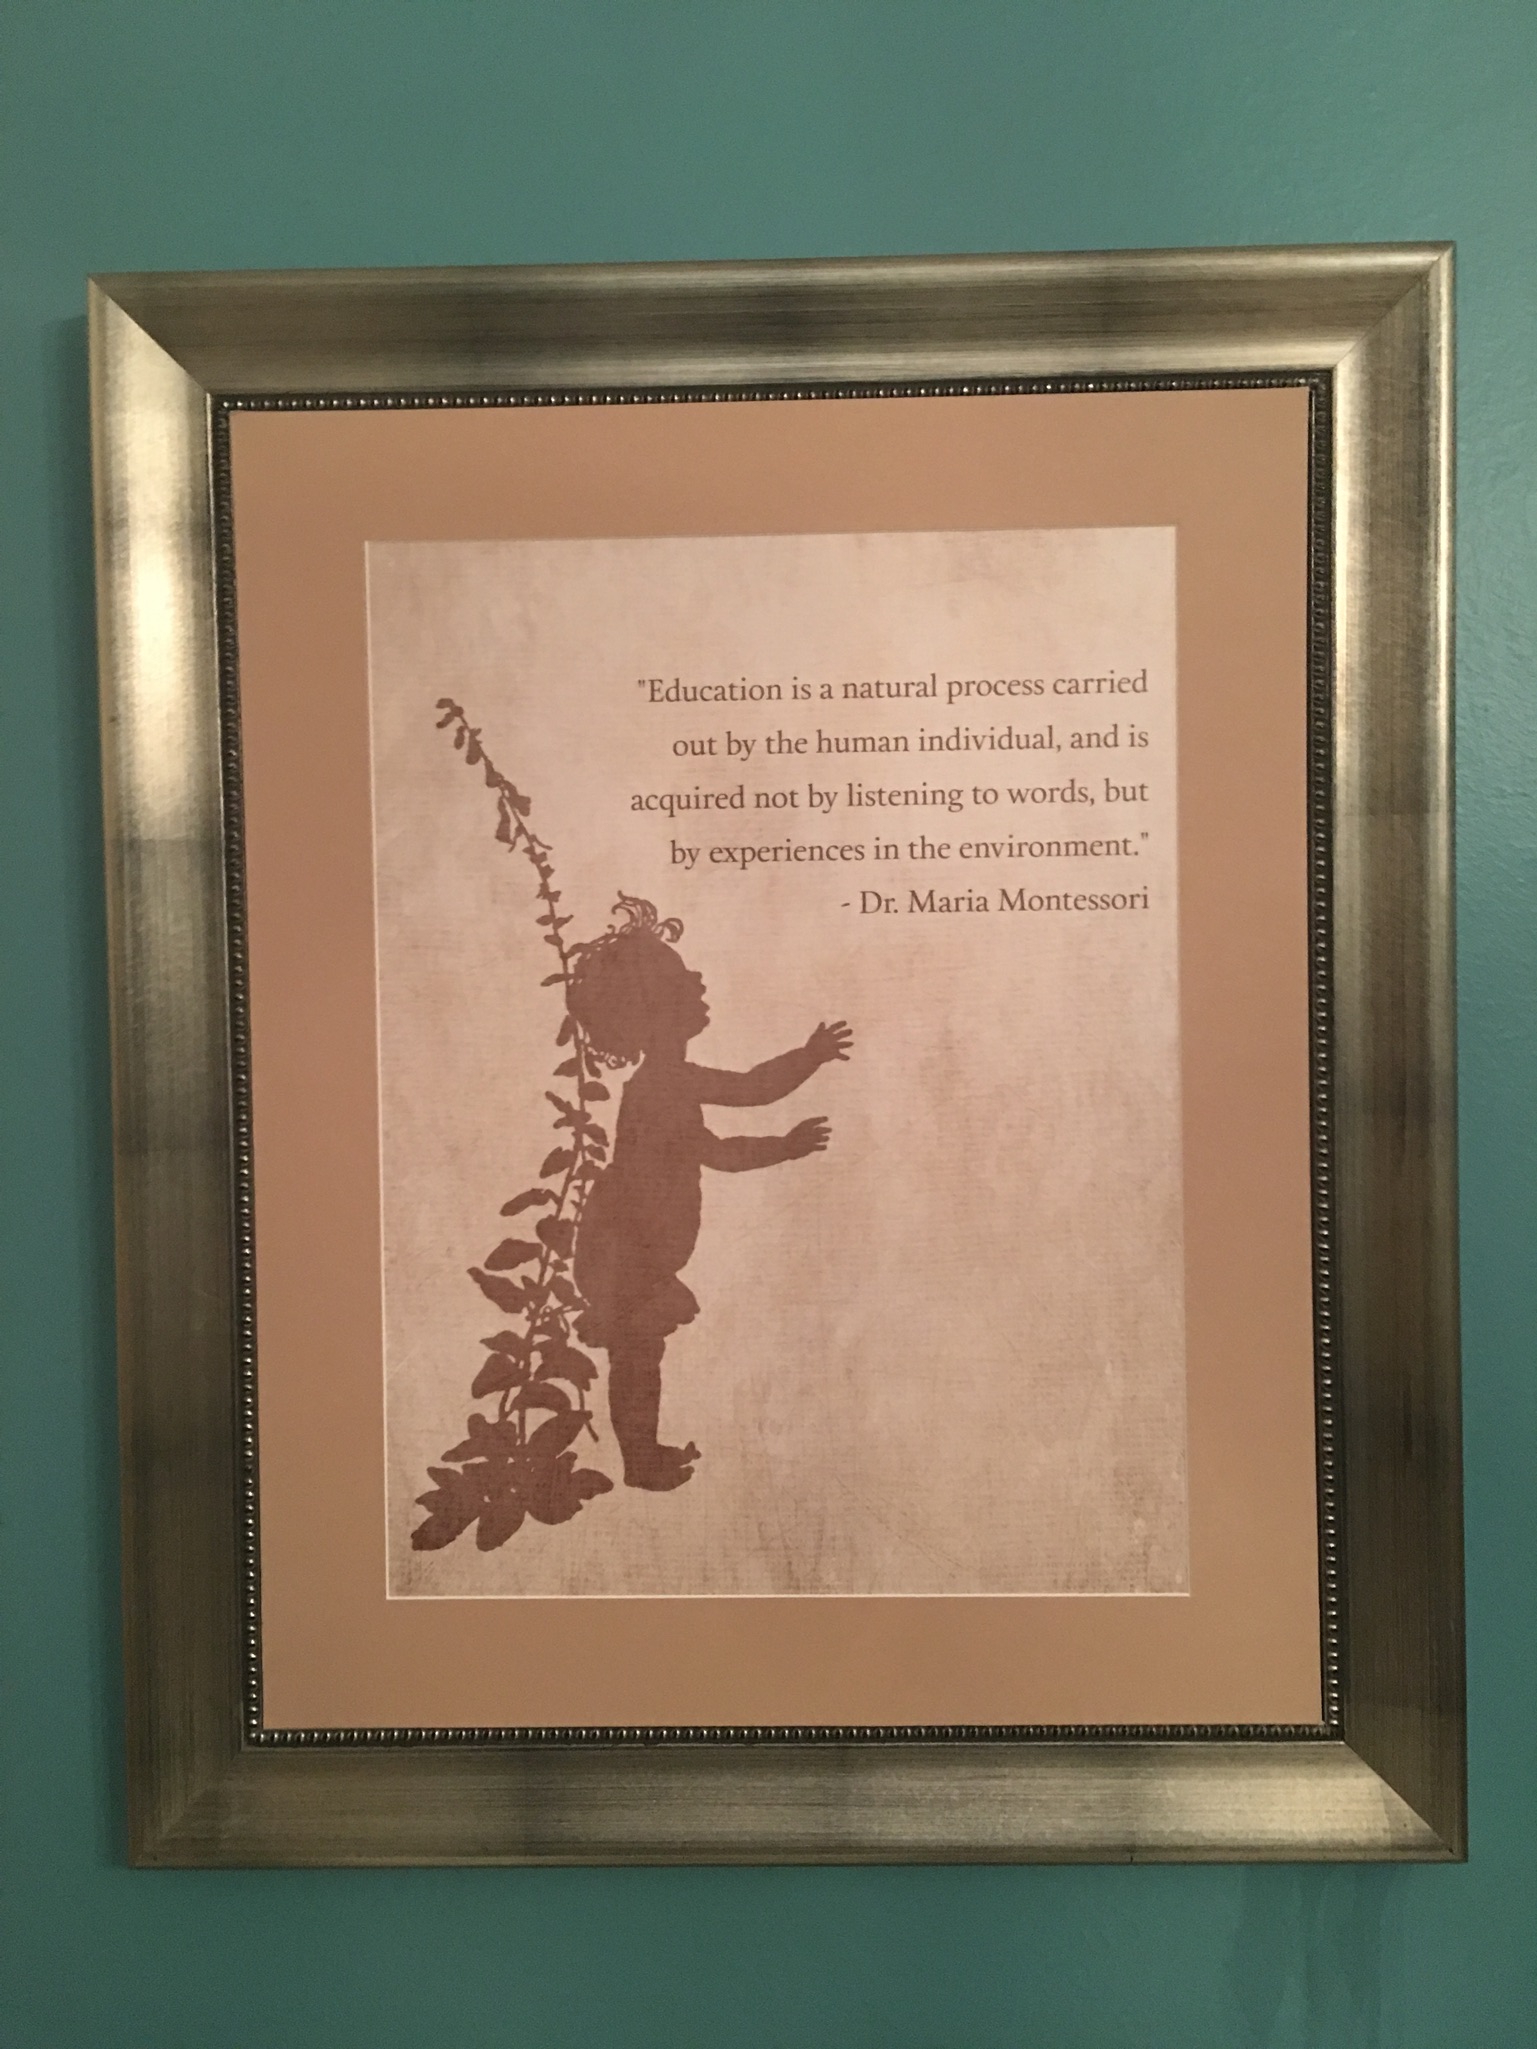 "Education is a natural process carried
out by the human individual, and is
acquired not by listening to words, but
by experiences in the environment."
- Dr. Maria Montessori